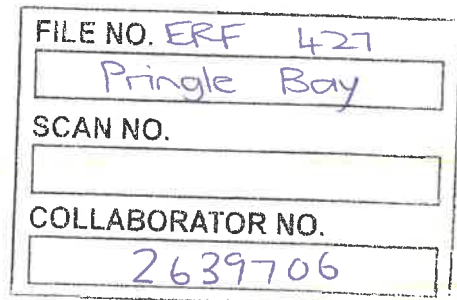 FILE NO. ERF 427
Pringle Bay
SCAN NO.
COLLABORATOR NO.
2639706